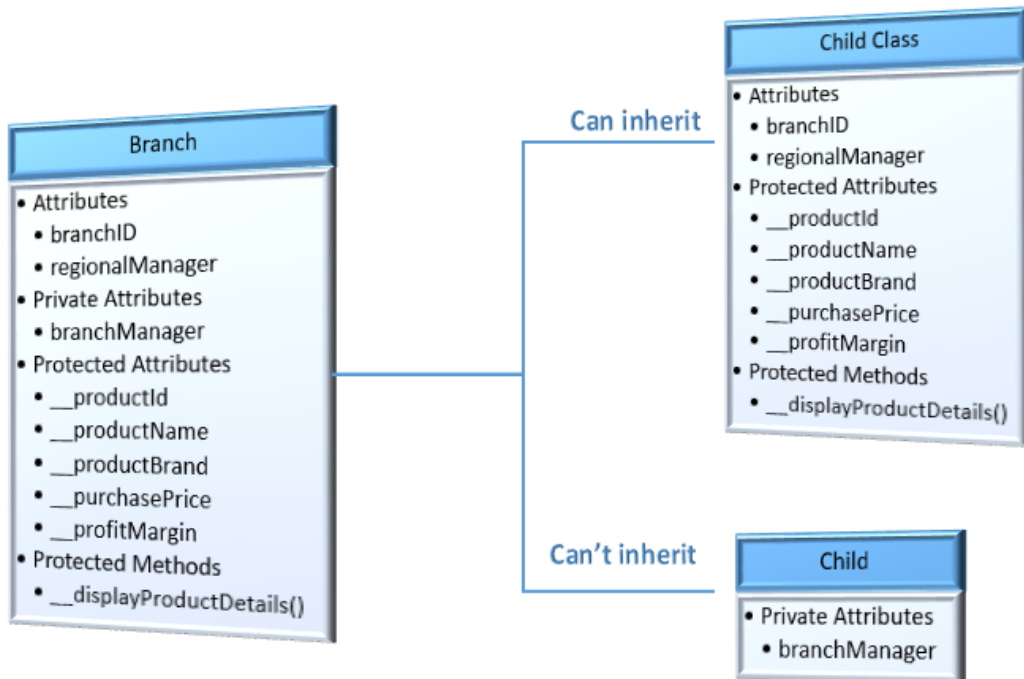 Branch
• Attributes
• branchID
• regionalManager
• Private Attributes
• branchManager
• Protected Attributes
• __productId
• __productName
• __productBrand
• __purchasePrice
• __profitMargin
• Protected Methods
• __displayProductDetails()
Can inherit
Child Class
• Attributes
• branchID
• regionalManager
• Protected Attributes
• __productId
• __productName
• __productBrand
• __purchasePrice
• __profitMargin
• Protected Methods
• __displayProductDetails()
Can’t inherit
Child
• Private Attributes
• branchManager